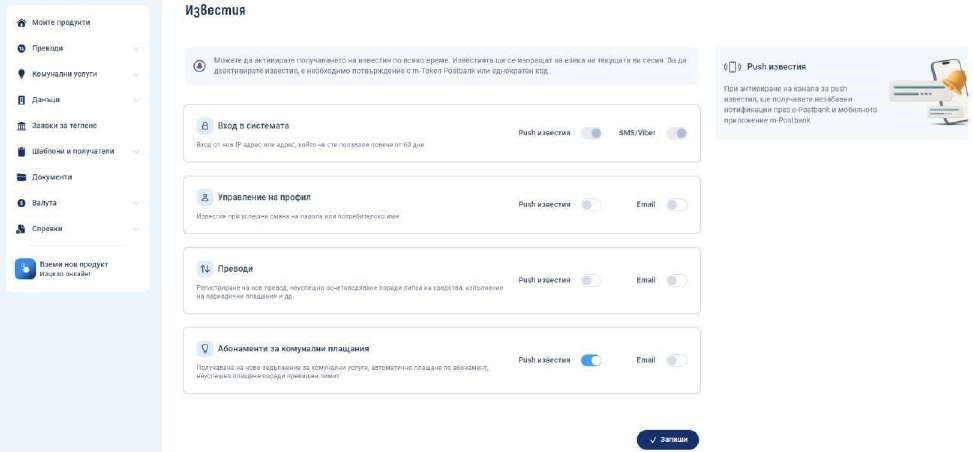 Известия
Моите продукти
Преводи
Комунални услуги
Данъци
Заявки за теглене
Шаблони и получатели
Документи
Валута
Справки
Вземи нов продукт
Изцяло онлайн!
Можете да активирате получаването на известия по всяко време. Известията ще се изпращат на езика на текущата ви сесия. За да
деактивирате известия, е необходимо потвърждение с m-Token Postbank или еднократен код.
Вход в системата
Вход от нов IP адрес или адрес, който не сте ползвали повече от 60 дни
Push известия
SMS/Viber
Управление на профил
Известия при успешна смяна на парола или потребителско име
Push известия
Email
Преводи
Регистриране на нов превод, неуспешно осчетоводяване поради липса на средства, изпълнение
на периодични плащания и др.
Push известия
Email
Абонаменти за комунални плащания
Получаване на ново задължение за комунални услуги, автоматично плащане по абонамент,
неуспешно плащане поради превишен лимит
Push известия
Email
Запиши
Push известия
При активиране на канала за push
известия, ще получавате незабавни
нотификации през e-Postbank и мобилното
приложение m-Postbank